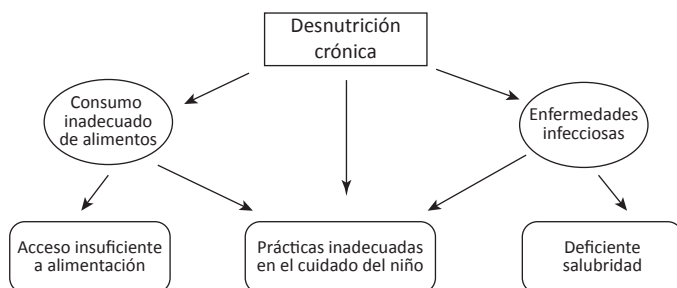 Desnutrición
crónica
Consumo
inadecuado
de alimentos
Enfermedades
infecciosas
Acceso insuficiente
a alimentación
Prácticas inadecuadas
en el cuidado del niño
Deficiente
salubridad